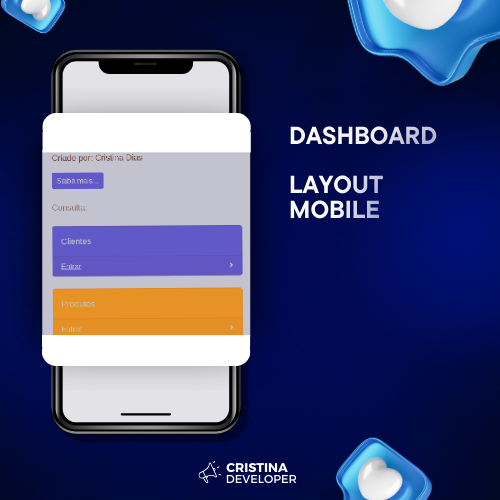 DASHBOARD
LAYOUT
MOBILE
Criado por: Cristina Dias
Saiba mais...
Consulta:
Clientes
Entrar
Produtos
Entrar
CRISTINA
DEVELOPER